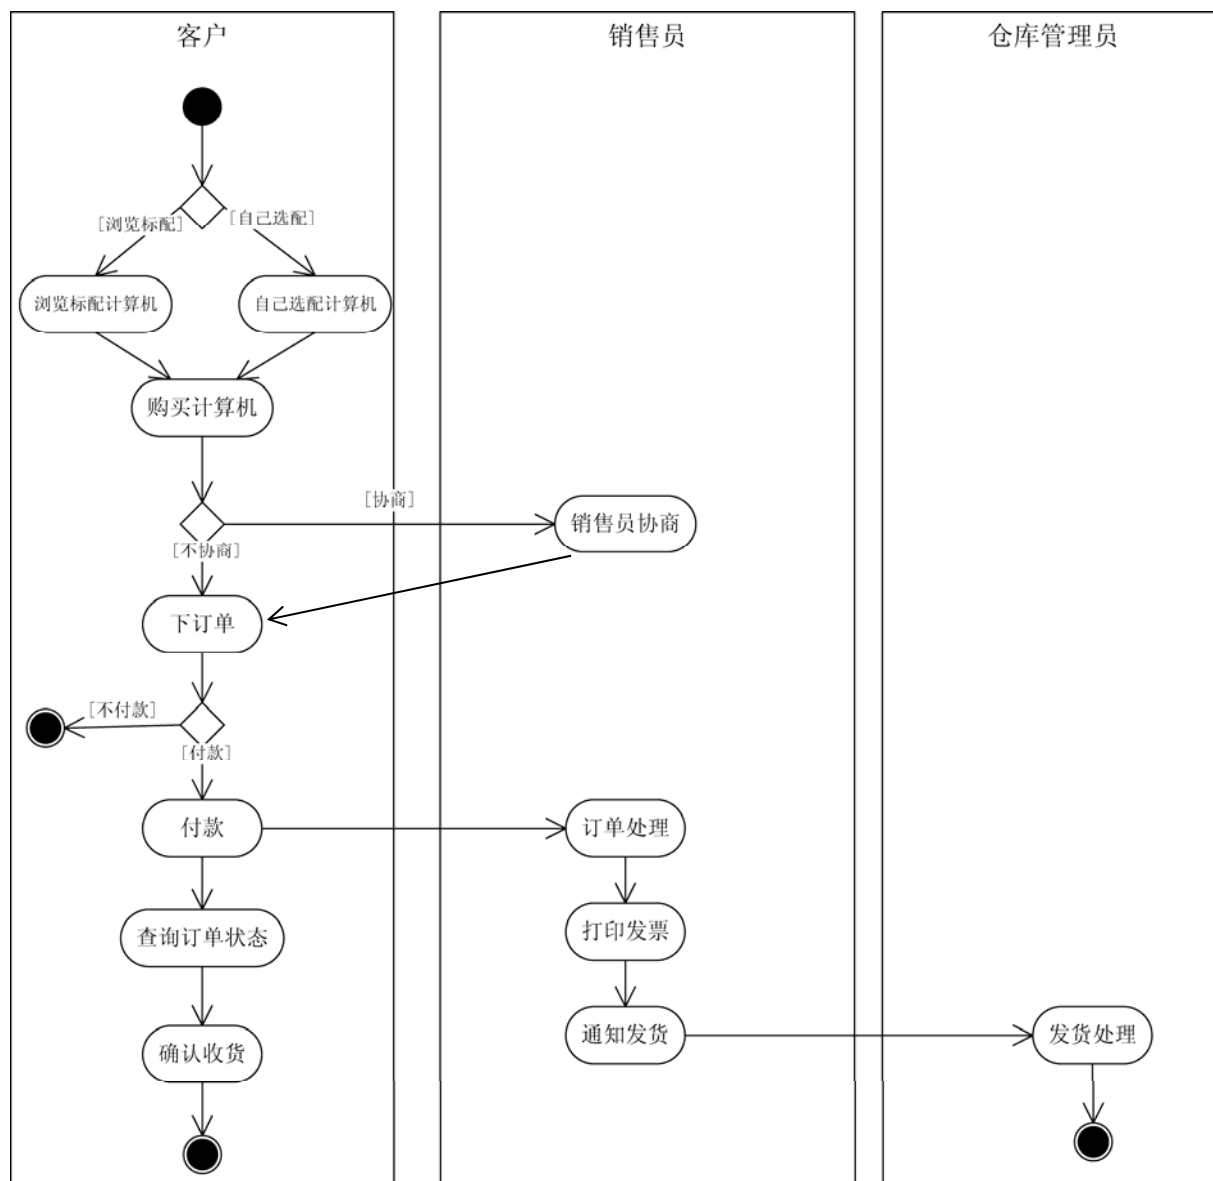 客户
销售员
仓库管理员
[浏览标配]
[自己选配]
浏览标配计算机
自己选配计算机
购买计算机
[协商]
销售员协商
[不协商]
下订单
[不付款]
[付款]
付款
订单处理
打印发票
查询订单状态
通知发货
发货处理
确认收货